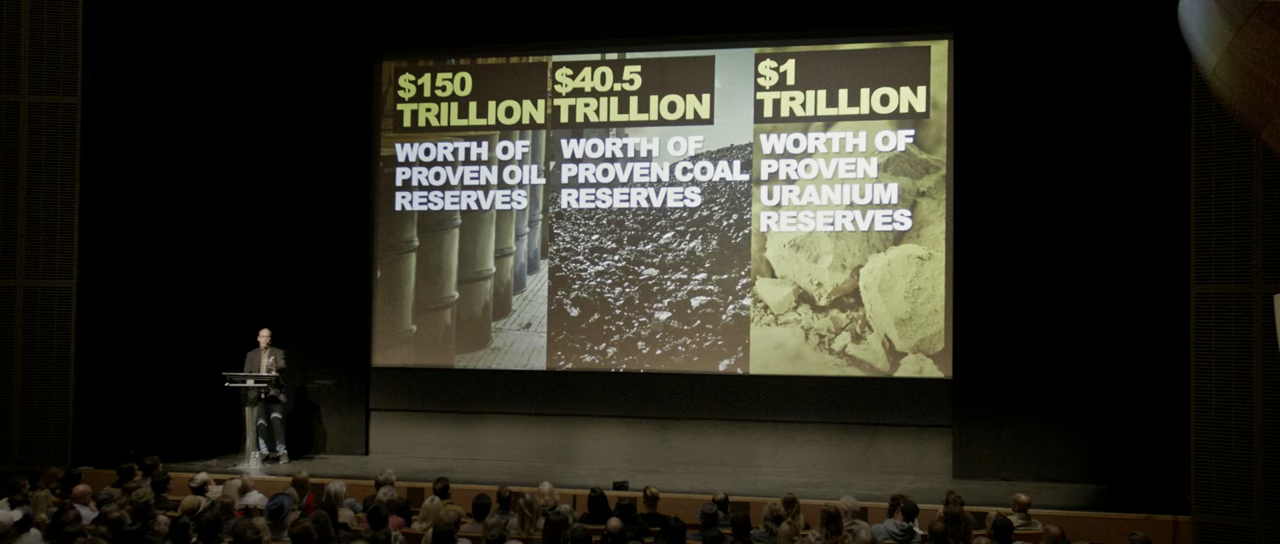 $150
TRILLION
WORTH OF
PROVEN OIL
RESERVES
$40.5
TRILLION
WORTH OF
PROVEN COAL
RESERVES
$1
TRILLION
WORTH OF
PROVEN
URANIUM
RESERVES